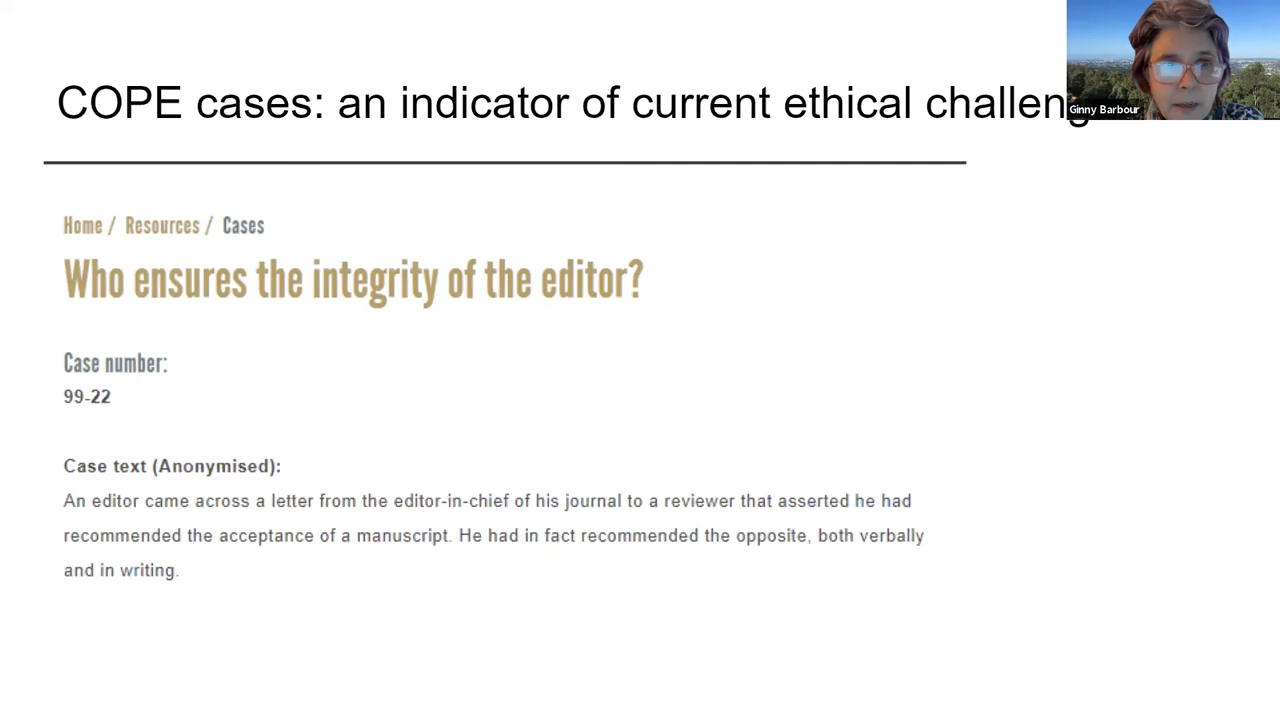 COPE cases: an indicator of current ethical challeng
Ginny Barbour
Home / Resources / Cases
Who ensures the integrity of the editor?
Case number:
99-22
Case text (Anonymised):
An editor came across a letter from the editor-in-chief of his journal to a reviewer that asserted he had
recommended the acceptance of a manuscript. He had in fact recommended the opposite, both verbally
and in writing.